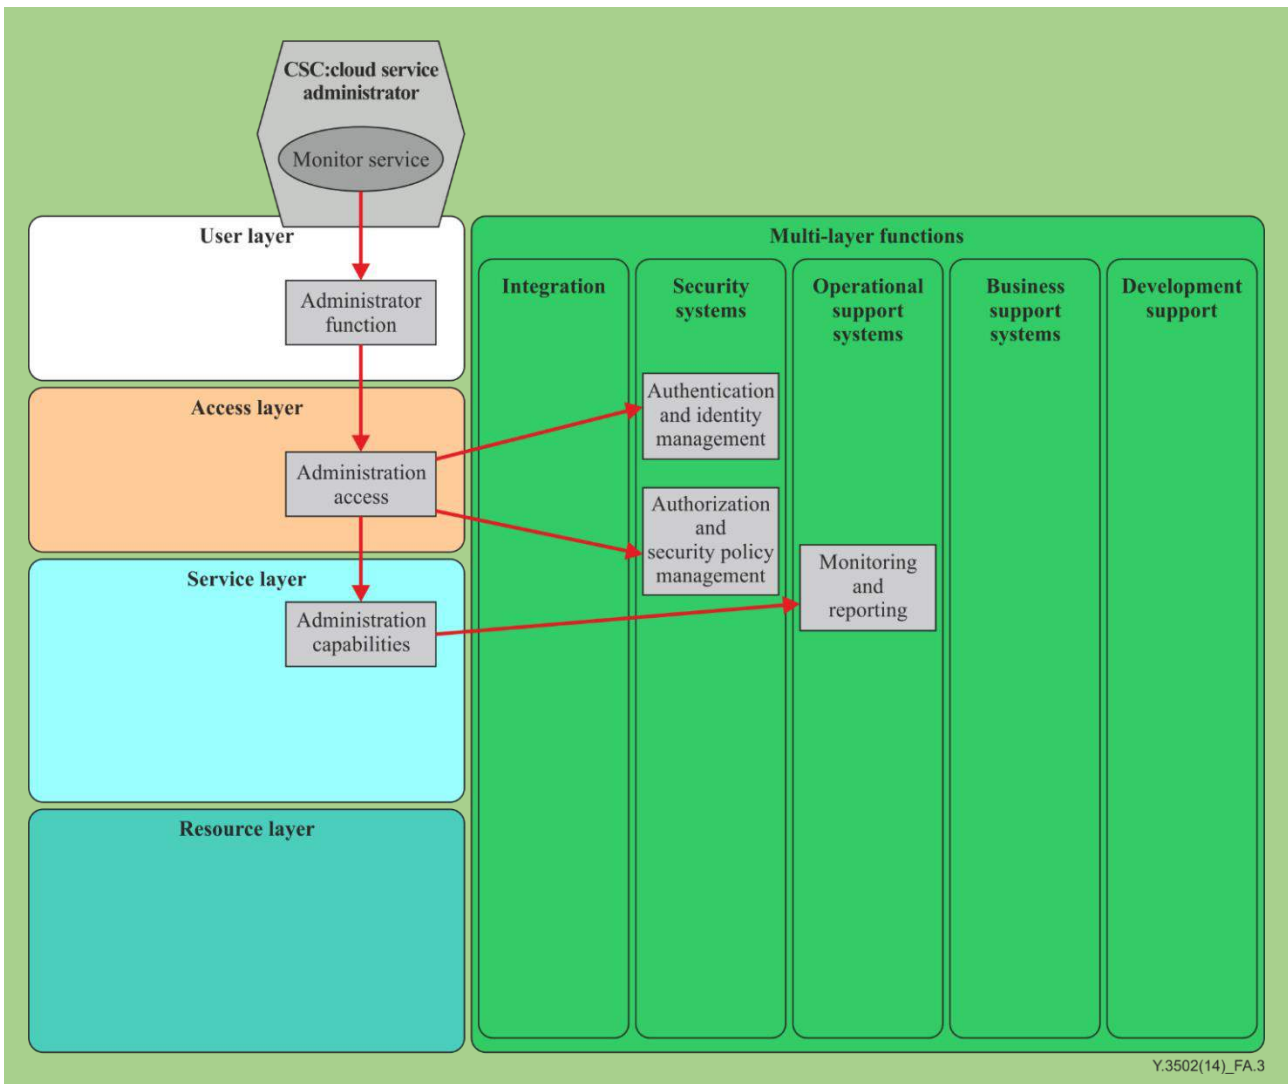 CSC:cloud service
administrator
Monitor service
User layer
Administrator
function
Access layer
Administration
access
Service layer
Administration
capabilities
Resource layer
Multi-layer functions
Integration
Security
systems
Authentication
and identity
management
Authorization
and
security policy
management
Operational
support
systems
Monitoring
and
reporting
Business
support
systems
Development
support
Y.3502(14)_FA.3